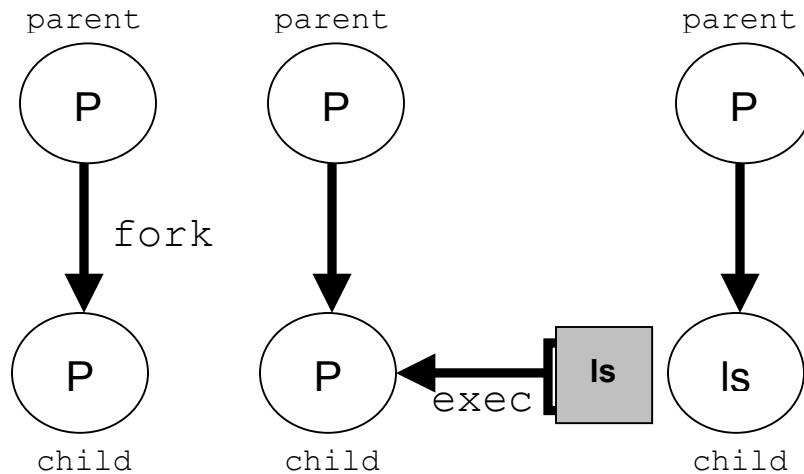 parent parent parent
P P P
fork
P P ls ls
exec
child child child